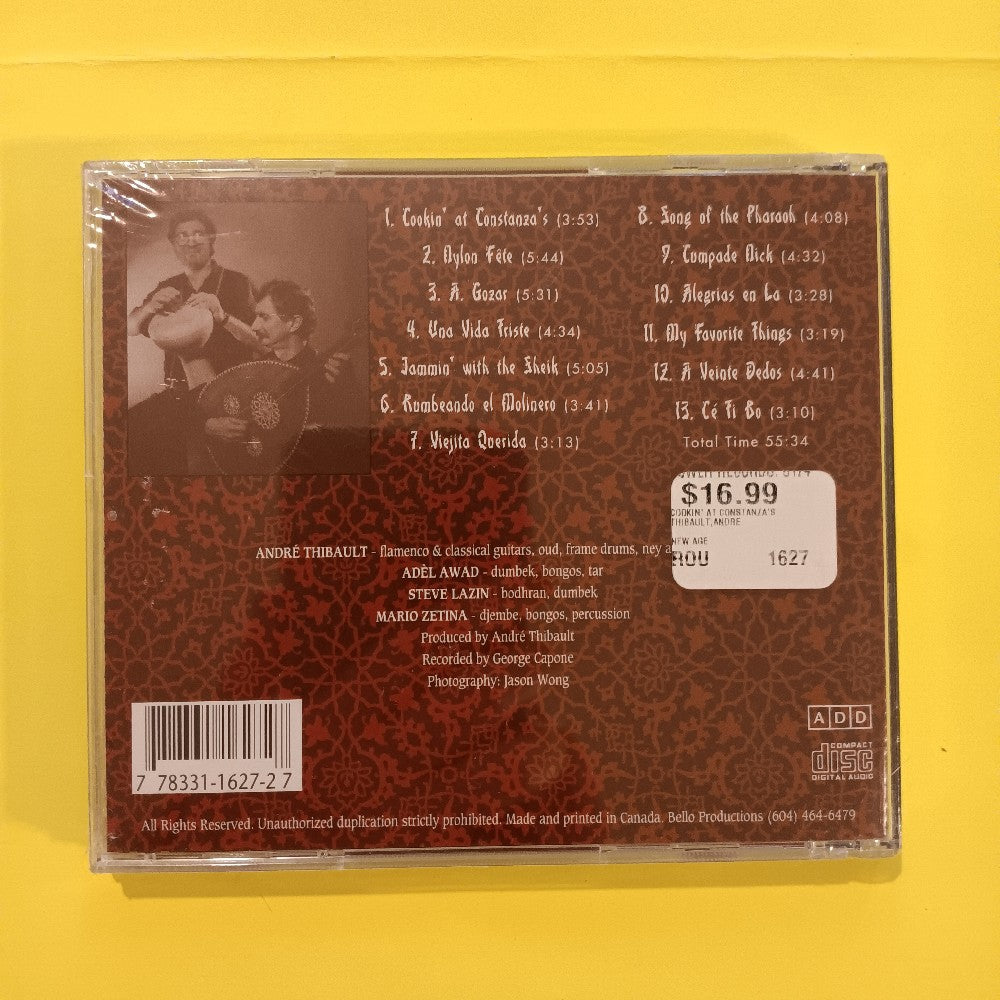 1. Cookin' at Constanza's (3:53)
2. Nylon Fête (5:44)
3. A Gozar (5:31)
4. Una Vida Triste (4:34)
5. Jammin' with the Sheik (5:05)
6. Rumbeando el Molinero (3:41)
7. Viejita Querida (3:13)
8. Song of the Pharaoh (4:08)
9. Cumpade Nick (4:32)
10. Alegrias en La (3:28)
11. My Favorite Things (3:19)
12. A Veinte Dedos (4:41)
13. Cé Ti Bo (3:10)
Total Time 55:34
$16.99
COOKIN' AT CONSTANZA'S
THIBAULT,ANDRE
NEW AGE
ROU 1627
ANDRÉ THIBAULT - flamenco & classical guitars, oud, frame drums, ney
ADÈL AWAD - dumbek, bongos, tar
STEVE LAZIN - bodhran, dumbek
MARIO ZETINA - djembe, bongos, percussion
Produced by André Thibault
Recorded by George Capone
Photography: Jason Wong
ADD
COMPACT
disc
DIGITAL AUDIO
7 78331-1627-2 7
All Rights Reserved. Unauthorized duplication strictly prohibited. Made and printed in Canada. Bello Productions (604) 464-6479